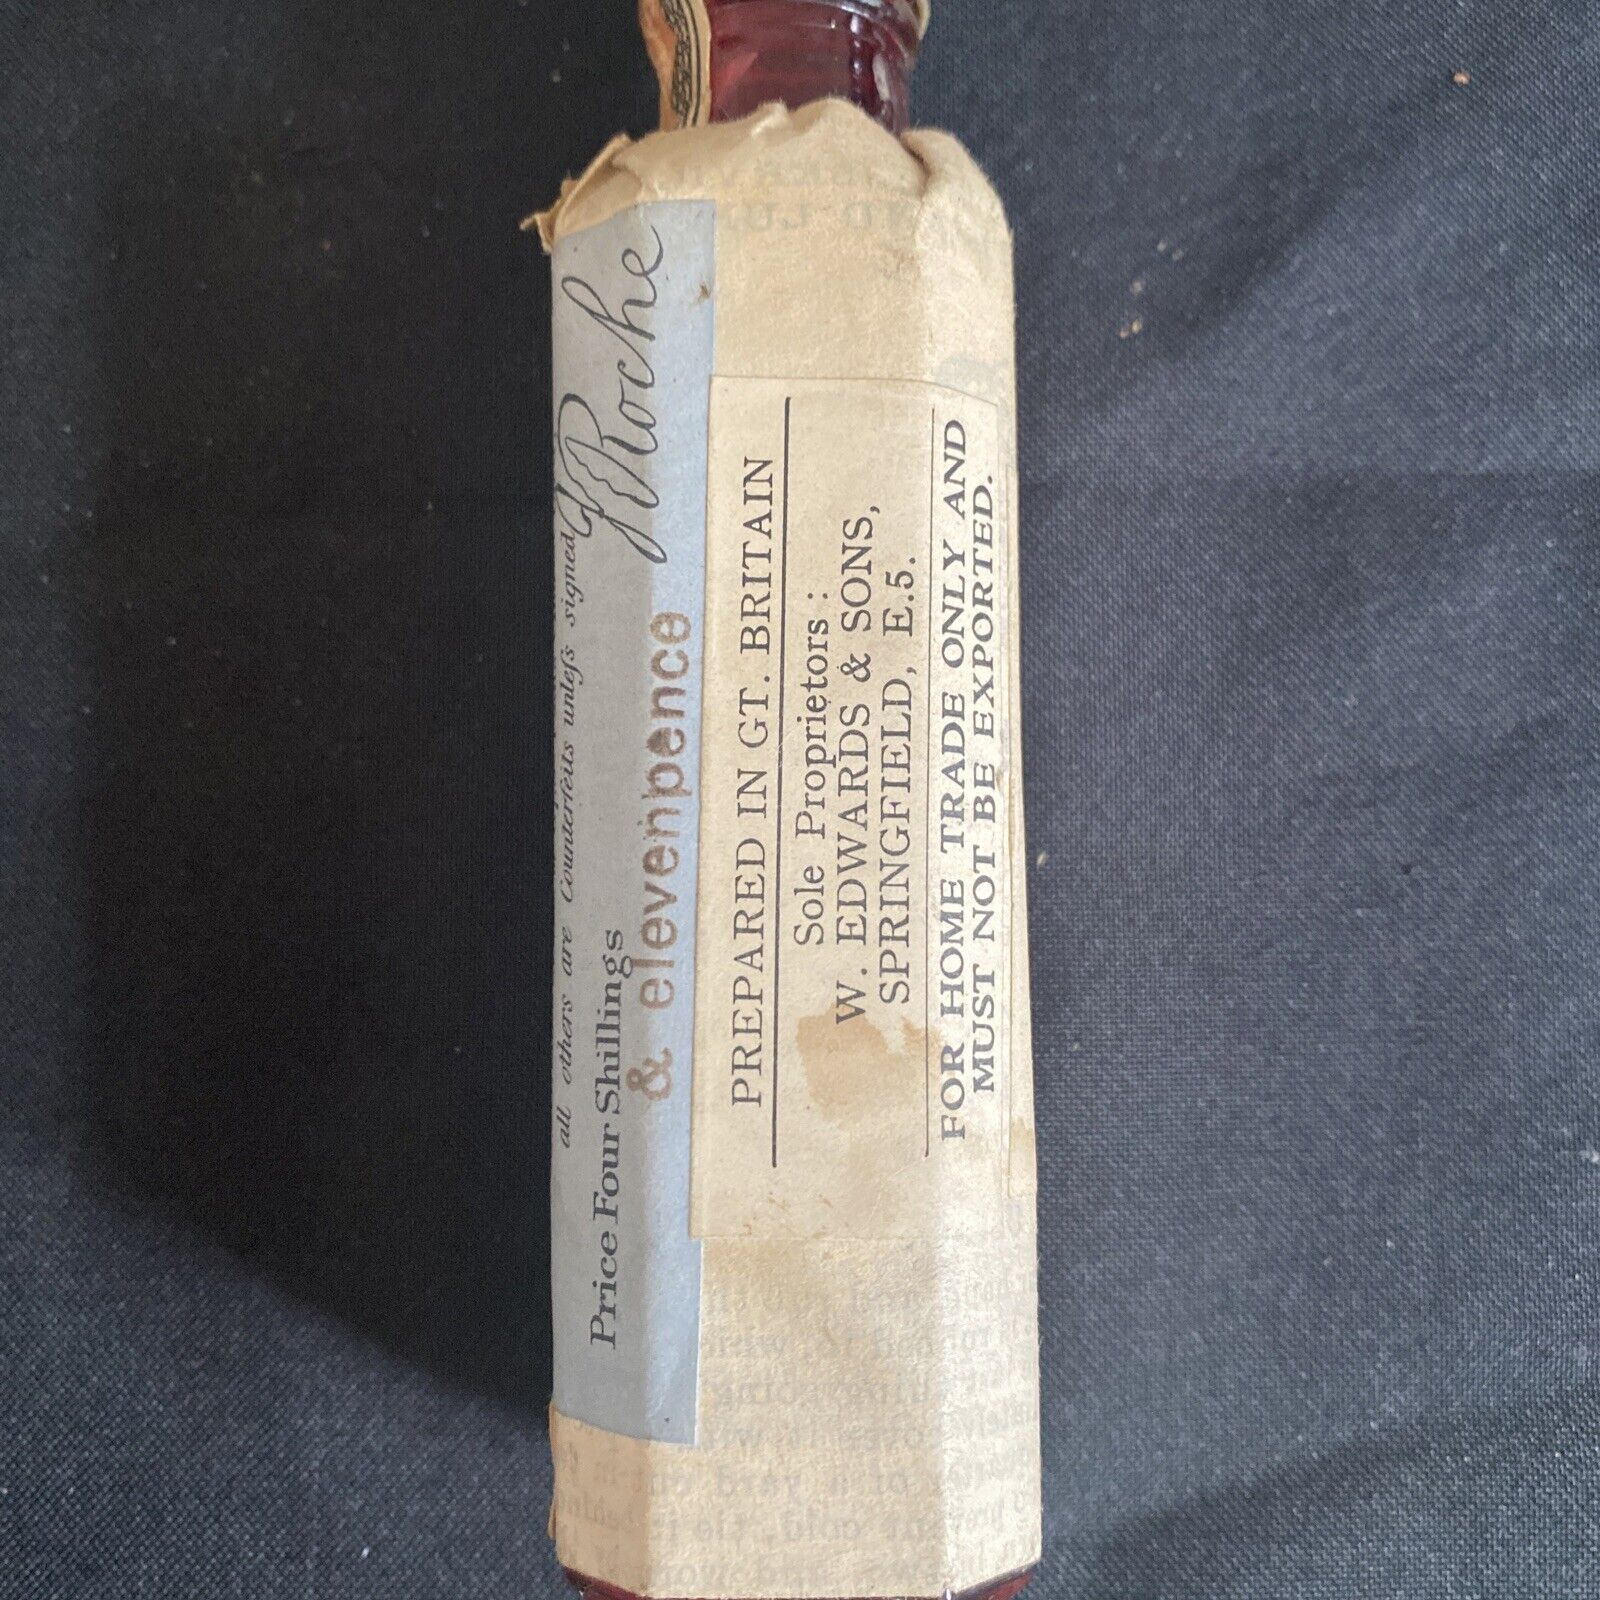 all others are Counterfeits unleſs signed
J Roche
Price Four Shillings
& elevenpence
PREPARED IN GT. BRITAIN
Sole Proprietors :
W. EDWARDS & SONS,
SPRINGFIELD, E.5.
FOR HOME TRADE ONLY AND
MUST NOT BE EXPORTED.